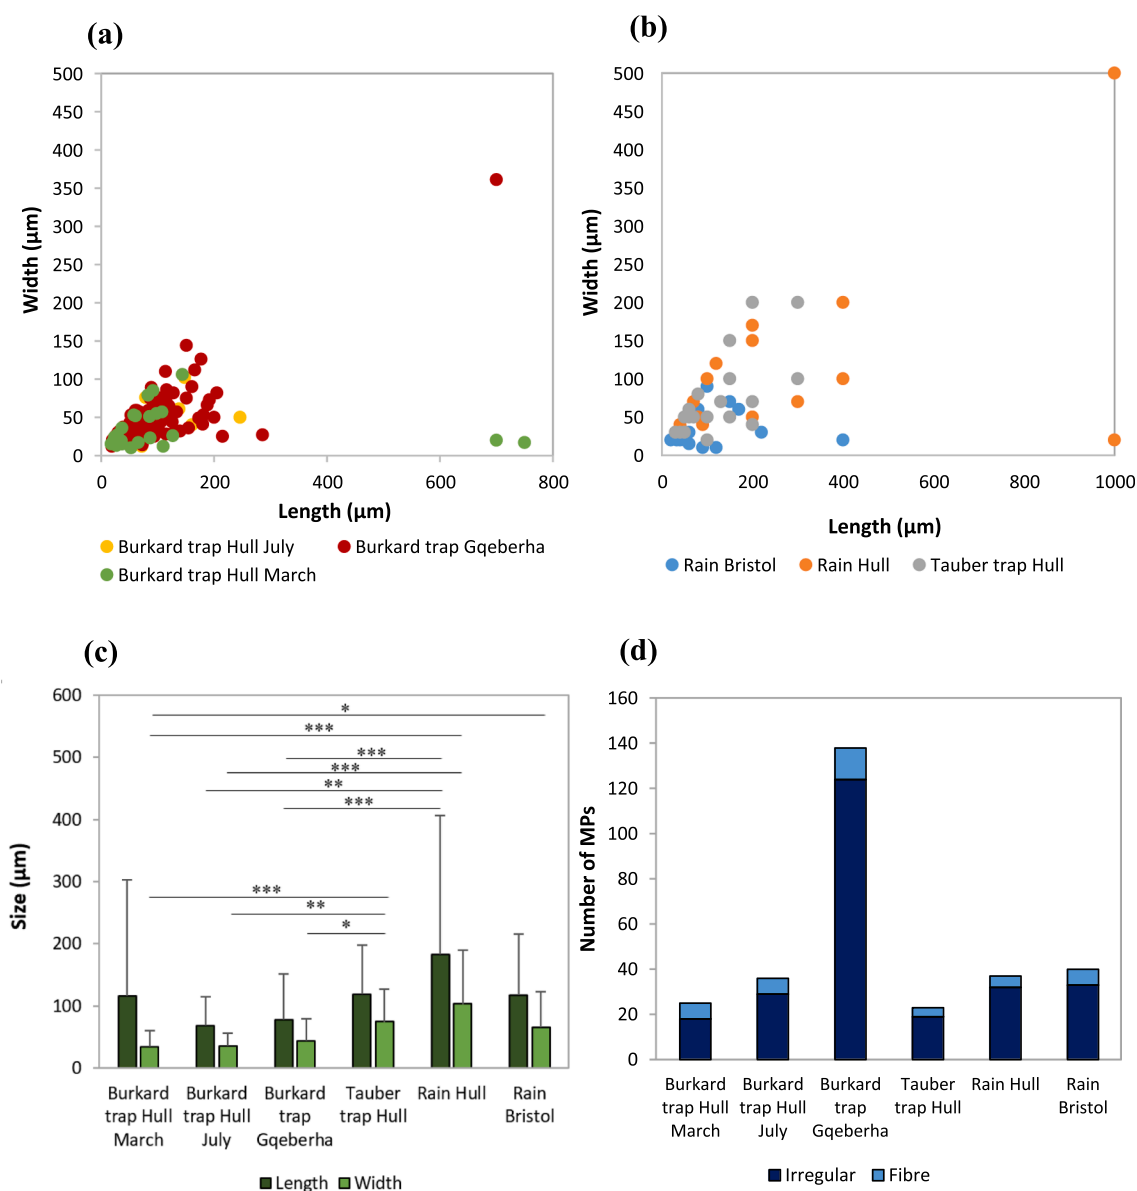 (a)
500
450
400
350
300
250
200
150
100
50
0
Width (µm)
0 200 400 600 800
Length (µm)
Burkard trap Hull July Burkard trap Gqeberha
Burkard trap Hull March
(b)
500
450
400
350
300
250
200
150
100
50
0
Width (µm)
0 200 400 600 800 1000
Length (µm)
Rain Bristol Rain Hull Tauber trap Hull
(c)
600
500
400
300
200
100
0
Size (µm)
*
***
***
***
**
***
***
**
*
Burkard trap Hull March
Burkard trap Hull July
Burkard trap Gqeberha
Tauber trap Hull
Rain Hull
Rain Bristol
Length Width
(d)
160
140
120
100
80
60
40
20
0
Number of MPs
Burkard trap Hull March
Burkard trap Hull July
Burkard trap Gqeberha
Tauber trap Hull
Rain Hull
Rain Bristol
Irregular Fibre